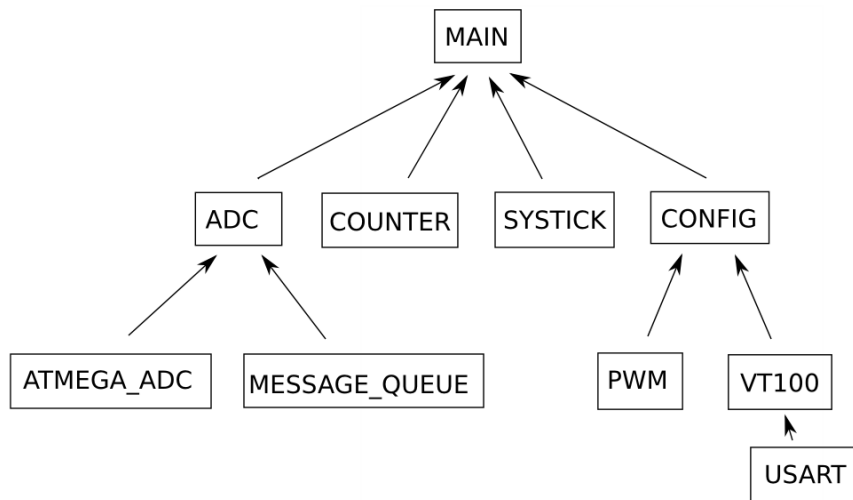 MAIN
ADC
COUNTER
SYSTICK
CONFIG
ATMEGA_ADC
MESSAGE_QUEUE
PWM
VT100
USART